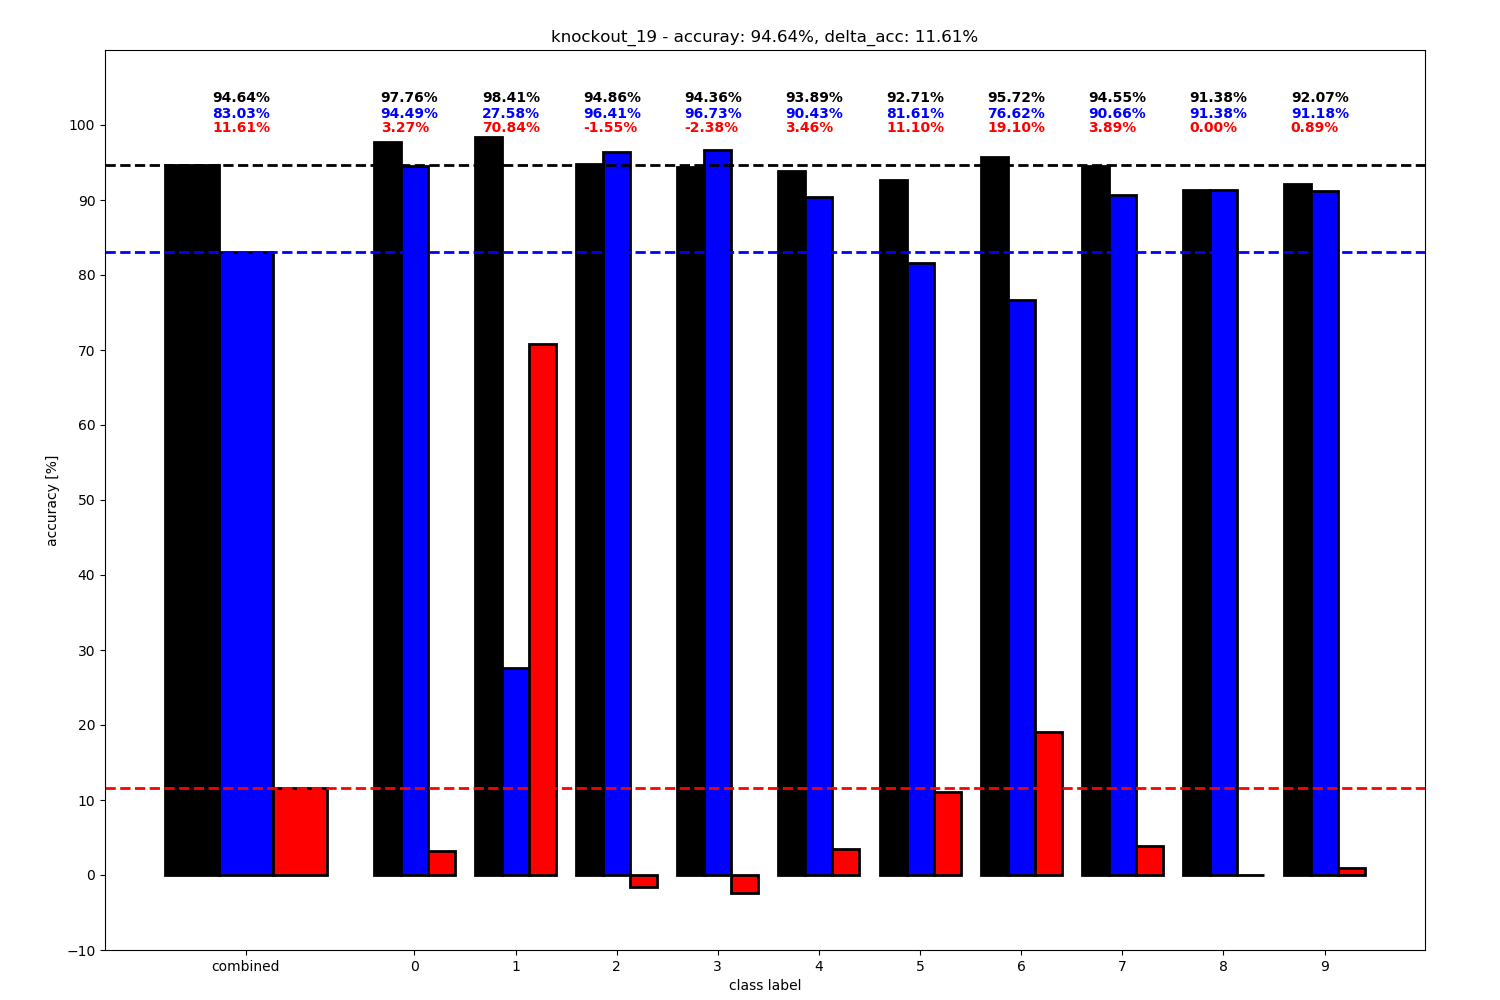 knockout_19 - accuray: 94.64%, delta_acc: 11.61%
94.64% 97.76% 98.41% 94.86% 94.36% 93.89% 92.71% 95.72% 94.55% 91.38% 92.07%
83.03% 94.49% 27.58% 96.41% 96.73% 90.43% 81.61% 76.62% 90.66% 91.38% 91.18%
11.61% 3.27% 70.84% -1.55% -2.38% 3.46% 11.10% 19.10% 3.89% 0.00% 0.89%
100
90
80
70
60
50
40
30
20
10
0
−10
accuracy [%]
combined 0 1 2 3 4 5 6 7 8 9
class label